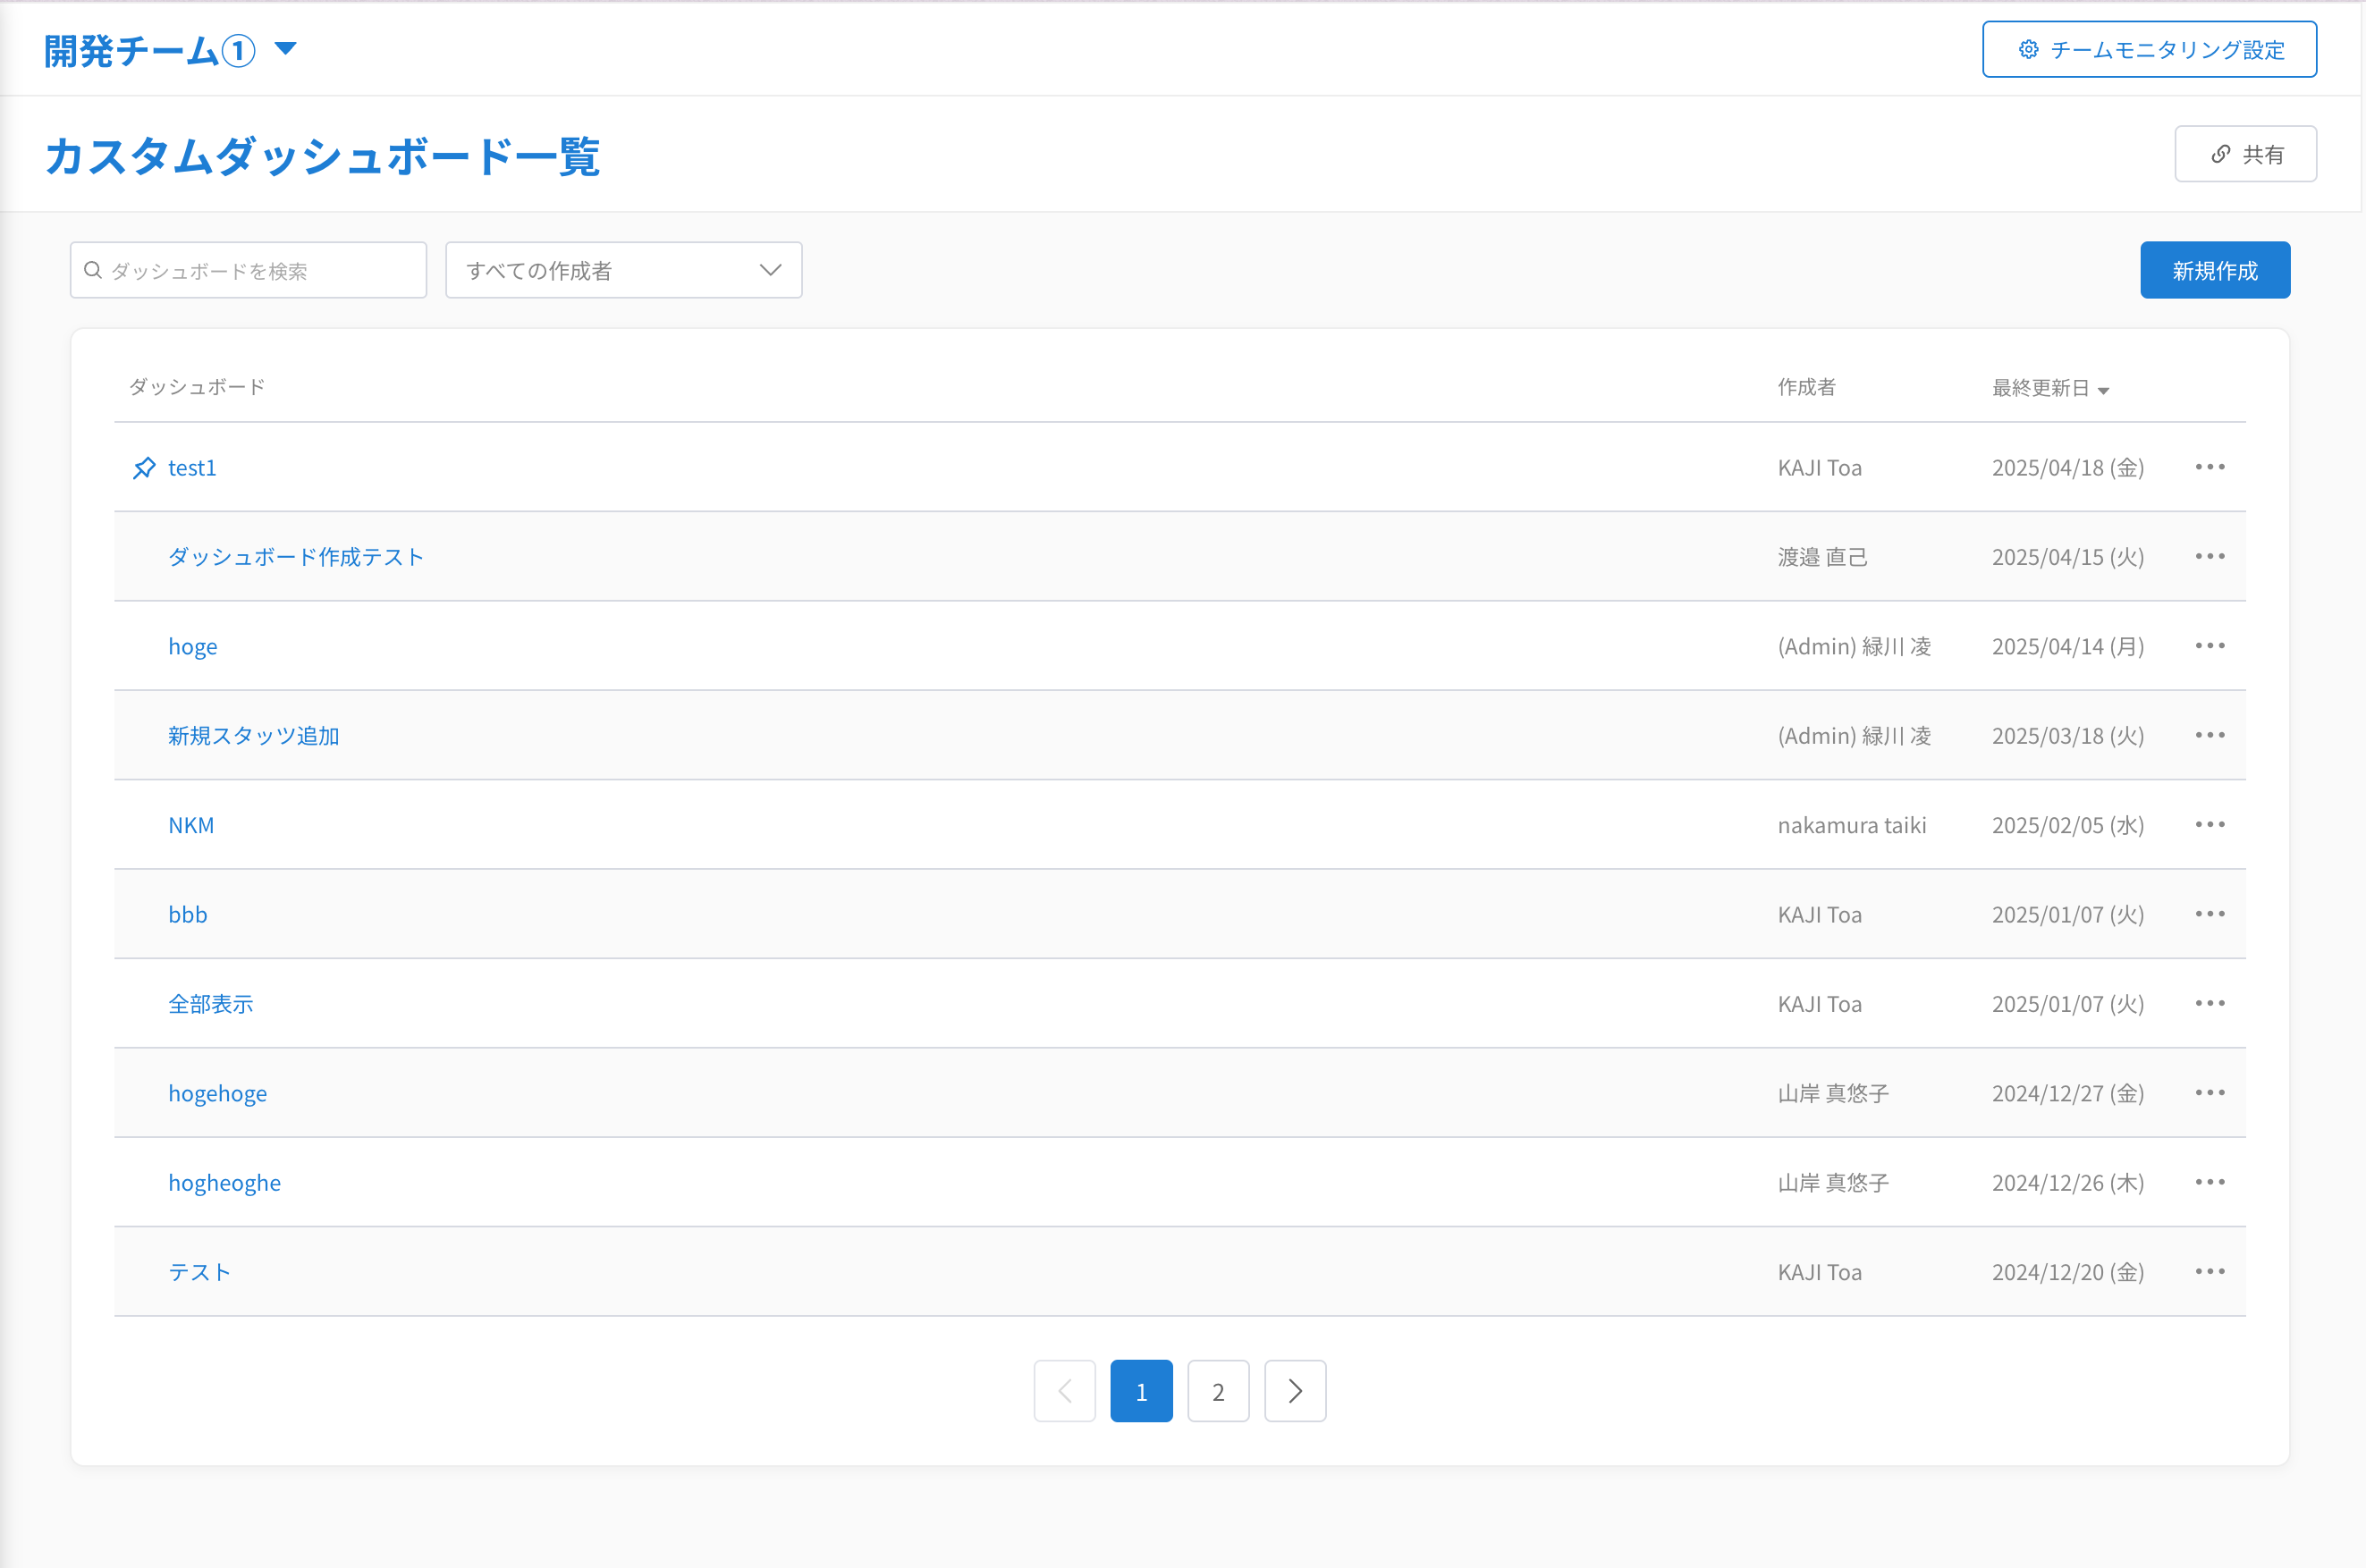 開発チーム①
チームモニタリング設定
カスタムダッシュボード一覧
共有
ダッシュボードを検索
すべての作成者
新規作成
ダッシュボード 作成者 最終更新日
test1 KAJI Toa 2025/04/18 (金)
ダッシュボード作成テスト 渡邉 直己 2025/04/15 (火)
hoge (Admin) 緑川 凌 2025/04/14 (月)
新規スタッツ追加 (Admin) 緑川 凌 2025/03/18 (火)
NKM nakamura taiki 2025/02/05 (水)
bbb KAJI Toa 2025/01/07 (火)
全部表示 KAJI Toa 2025/01/07 (火)
hogehoge 山岸 真悠子 2024/12/27 (金)
hogheoghe 山岸 真悠子 2024/12/26 (木)
テスト KAJI Toa 2024/12/20 (金)
1 2